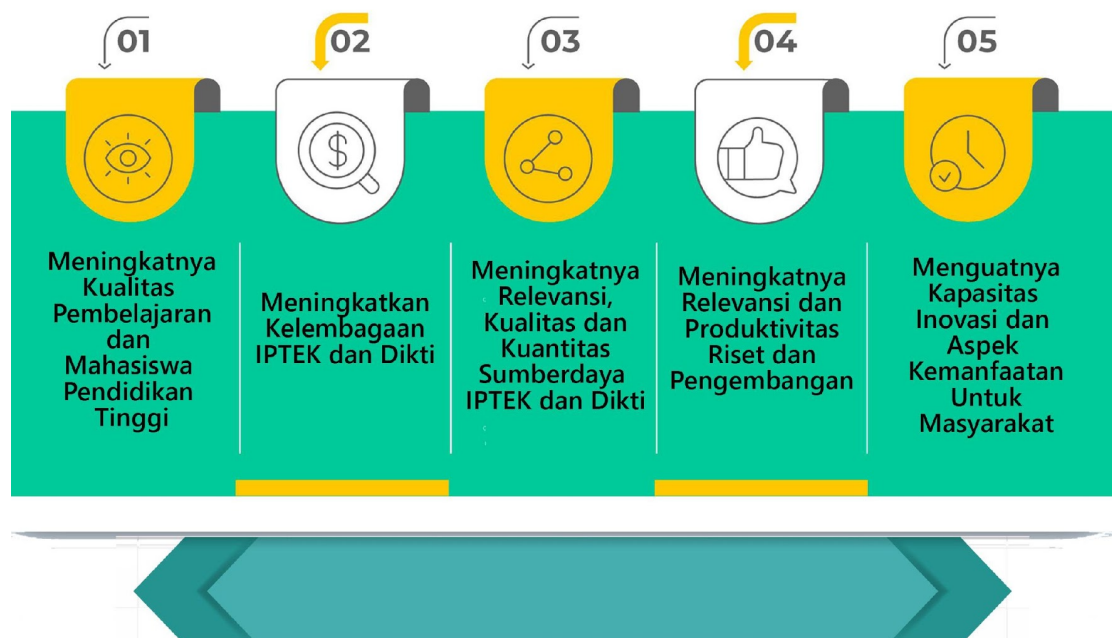 01
Meningkatnya
Kualitas
Pembelajaran
dan
Mahasiswa
Pendidikan
Tinggi
02
Meningkatkan
Kelembagaan
IPTEK dan Dikti
03
Meningkatnya
Relevansi,
Kualitas dan
Kuantitas
Sumberdaya
IPTEK dan Dikti
04
Meningkatnya
Relevansi dan
Produktivitas
Riset dan
Pengembangan
05
Menguatnya
Kapasitas
Inovasi dan
Aspek
Kemanfaatan
Untuk
Masyarakat